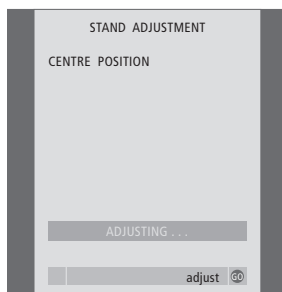 STAND ADJUSTMENT
CENTRE POSITION
ADJUSTING . . .
adjust GO